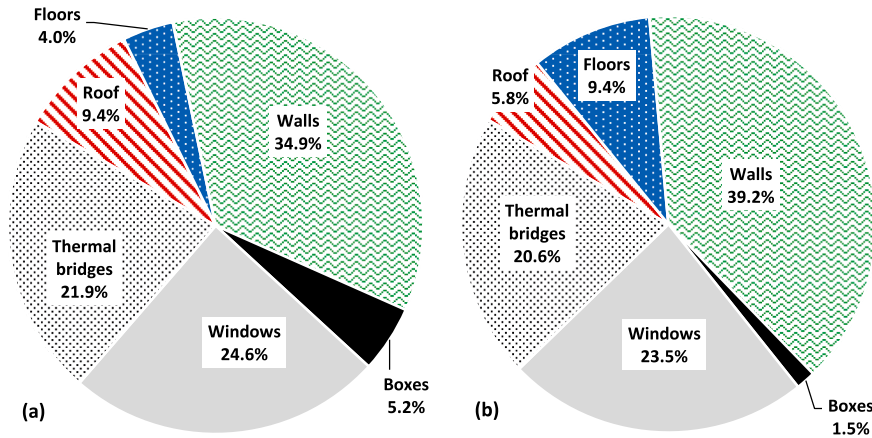 Floors
4.0%
Roof
9.4%
Walls
34.9%
Thermal
bridges
21.9%
Windows
24.6%
Boxes
5.2%
(a)
Floors
9.4%
Roof
5.8%
Walls
39.2%
Thermal
bridges
20.6%
Windows
23.5%
Boxes
1.5%
(b)